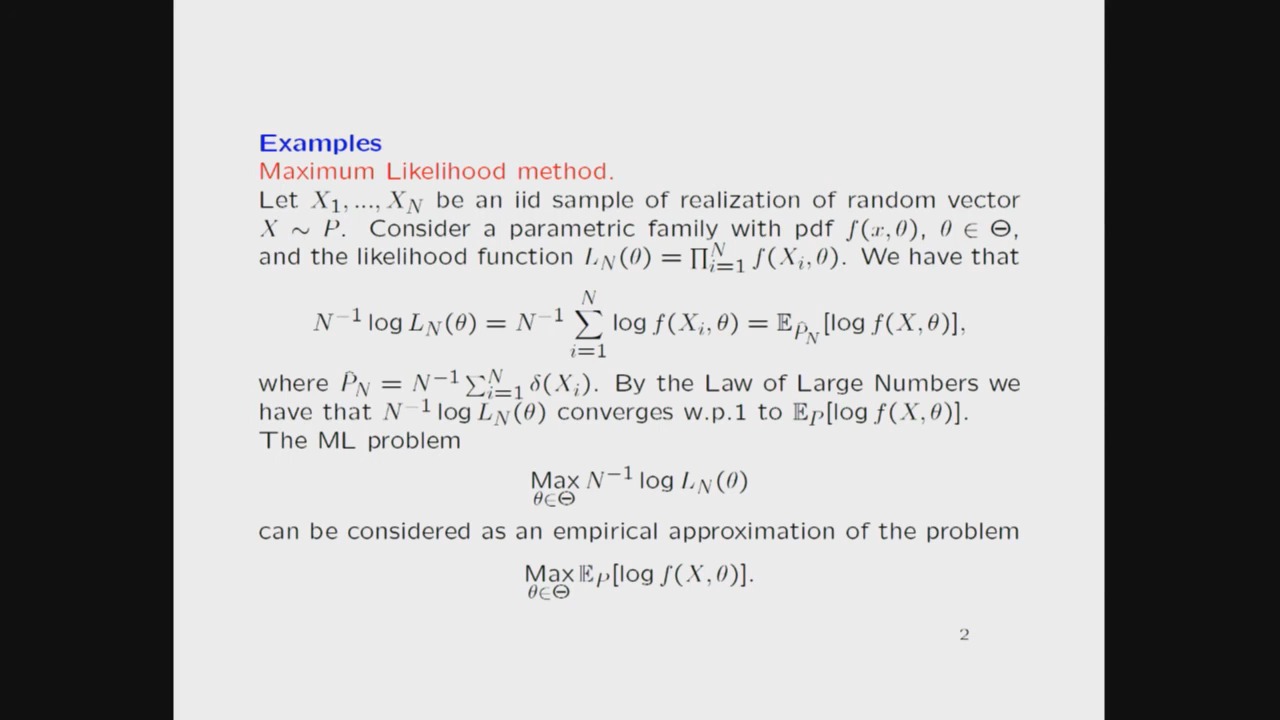 Examples
Maximum Likelihood method.
Let X₁, ..., X_N be an iid sample of realization of random vector
X ∼ P. Consider a parametric family with pdf f(x, θ), θ ∈ Θ,
and the likelihood function L_N(θ) = ∏_{i=1}^N f(X_i, θ). We have that
N⁻¹ log L_N(θ) = N⁻¹ ∑_{i=1}^N log f(X_i, θ) = 𝔼_{P̂_N}[log f(X, θ)],
where P̂_N = N⁻¹ ∑_{i=1}^N δ(X_i). By the Law of Large Numbers we
have that N⁻¹ log L_N(θ) converges w.p.1 to 𝔼_P[log f(X, θ)].
The ML problem
Max_{θ∈Θ} N⁻¹ log L_N(θ)
can be considered as an empirical approximation of the problem
Max_{θ∈Θ} 𝔼_P[log f(X, θ)].
2